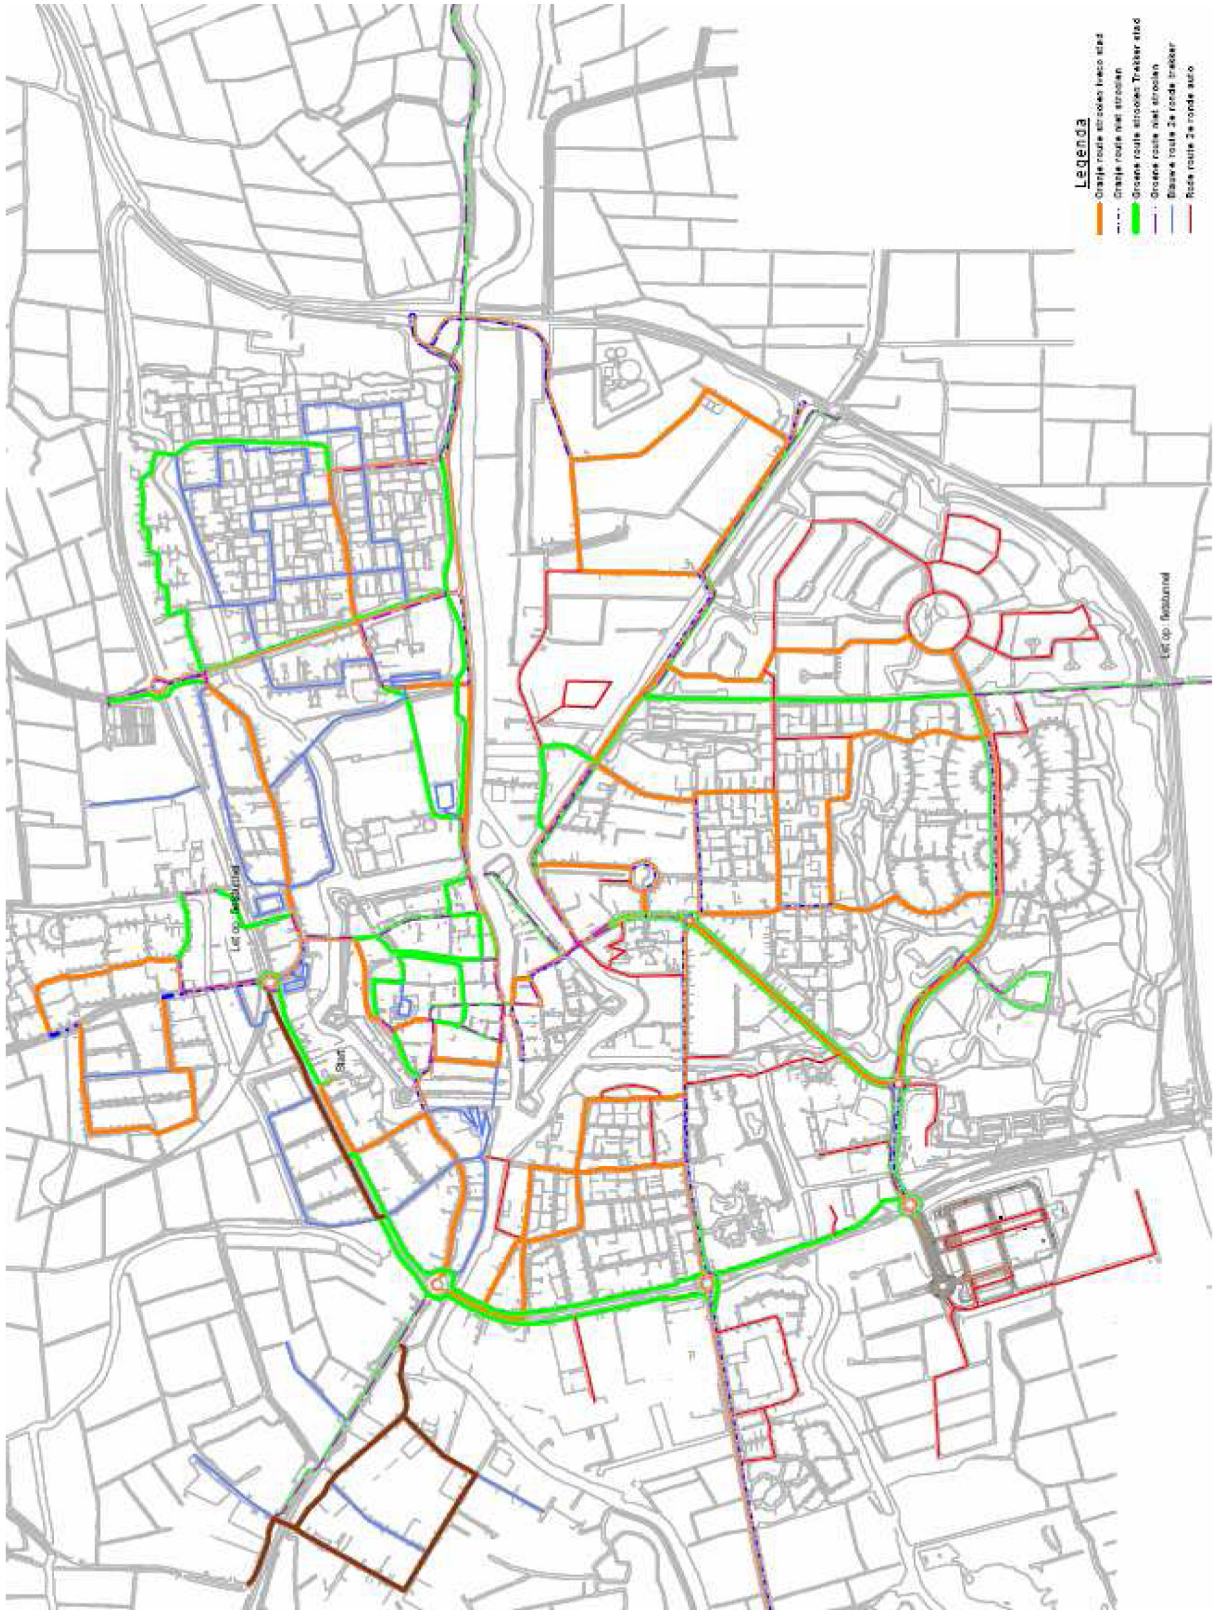 Legenda
Oranje route strooien Iveco stad
Oranje route niet strooien
Groene route strooien Trekker stad
Groene route niet strooien
Blauwe route 2e ronde trekker
Rode route 2e ronde auto
Let op: fietstunnel
Let op: fietstunnel
Start